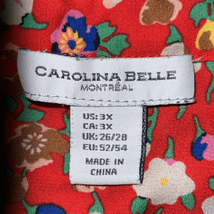 CAROLINA BELLE
MONTRÉAL
US: 3X
CA: 3X
UK: 26/28
EU: 52/54
MADE IN
CHINA